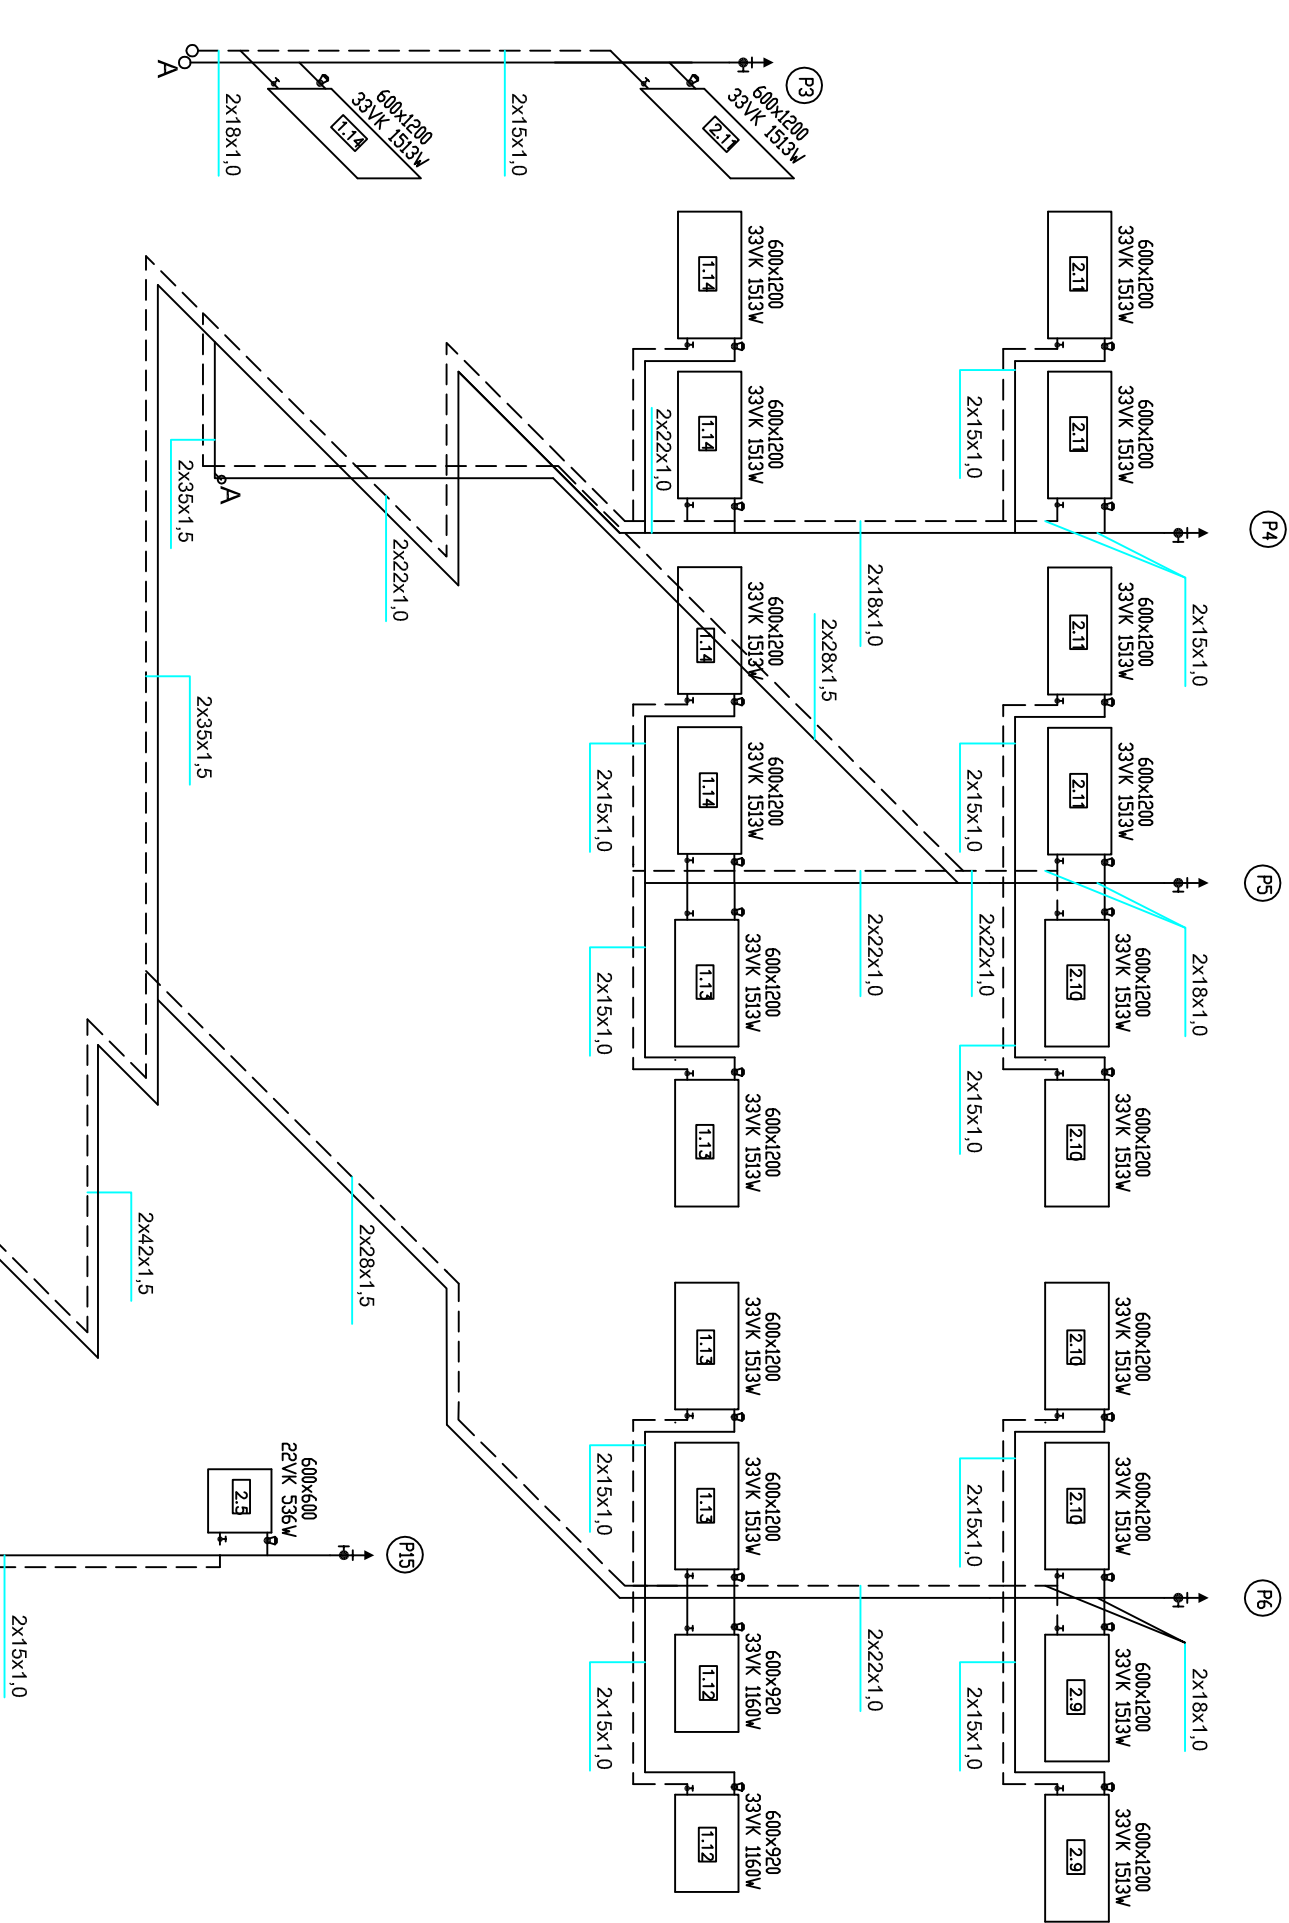 P3
600x1200
33VK 1513W
2.11
600x1200
33VK 1513W
1.14
2x15x1,0
2x18x1,0
A
P4
600x1200
33VK 1513W
2.11
600x1200
33VK 1513W
2.11
2x15x1,0
2x15x1,0
2x18x1,0
600x1200
33VK 1513W
1.14
600x1200
33VK 1513W
1.14
2x22x1,0
A
2x35x1,5
2x22x1,0
2x35x1,5
2x28x1,5
P5
600x1200
33VK 1513W
2.11
600x1200
33VK 1513W
2.11
600x1200
33VK 1513W
2.10
600x1200
33VK 1513W
2.10
2x18x1,0
2x15x1,0
2x22x1,0
2x15x1,0
2x22x1,0
600x1200
33VK 1513W
1.14
600x1200
33VK 1513W
1.14
600x1200
33VK 1513W
1.13
600x1200
33VK 1513W
1.13
2x15x1,0
2x15x1,0
P6
600x1200
33VK 1513W
2.10
600x1200
33VK 1513W
2.10
600x1200
33VK 1513W
2.9
600x1200
33VK 1513W
2.9
2x18x1,0
2x15x1,0
2x15x1,0
2x22x1,0
600x1200
33VK 1513W
1.13
600x1200
33VK 1513W
1.13
600x920
33VK 1160W
1.12
600x920
33VK 1160W
1.12
2x15x1,0
2x15x1,0
2x28x1,5
2x42x1,5
P15
600x600
22VK 536W
2.5
2x15x1,0